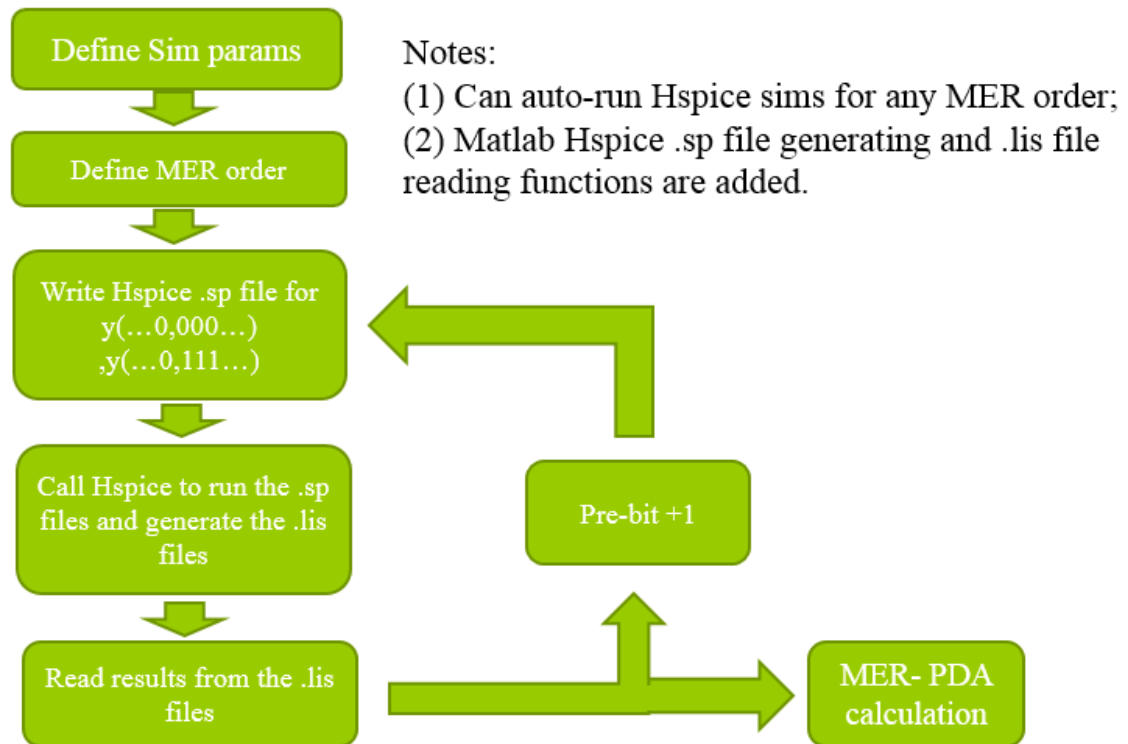 Define Sim params
Notes:
(1) Can auto-run Hspice sims for any MER order;
(2) Matlab Hspice .sp file generating and .lis file
reading functions are added.
Define MER order
Write Hspice .sp file for
y(…0,000…)
,y(…0,111…)
Call Hspice to run the .sp
files and generate the .lis
files
Pre-bit +1
Read results from the .lis
files
MER- PDA
calculation